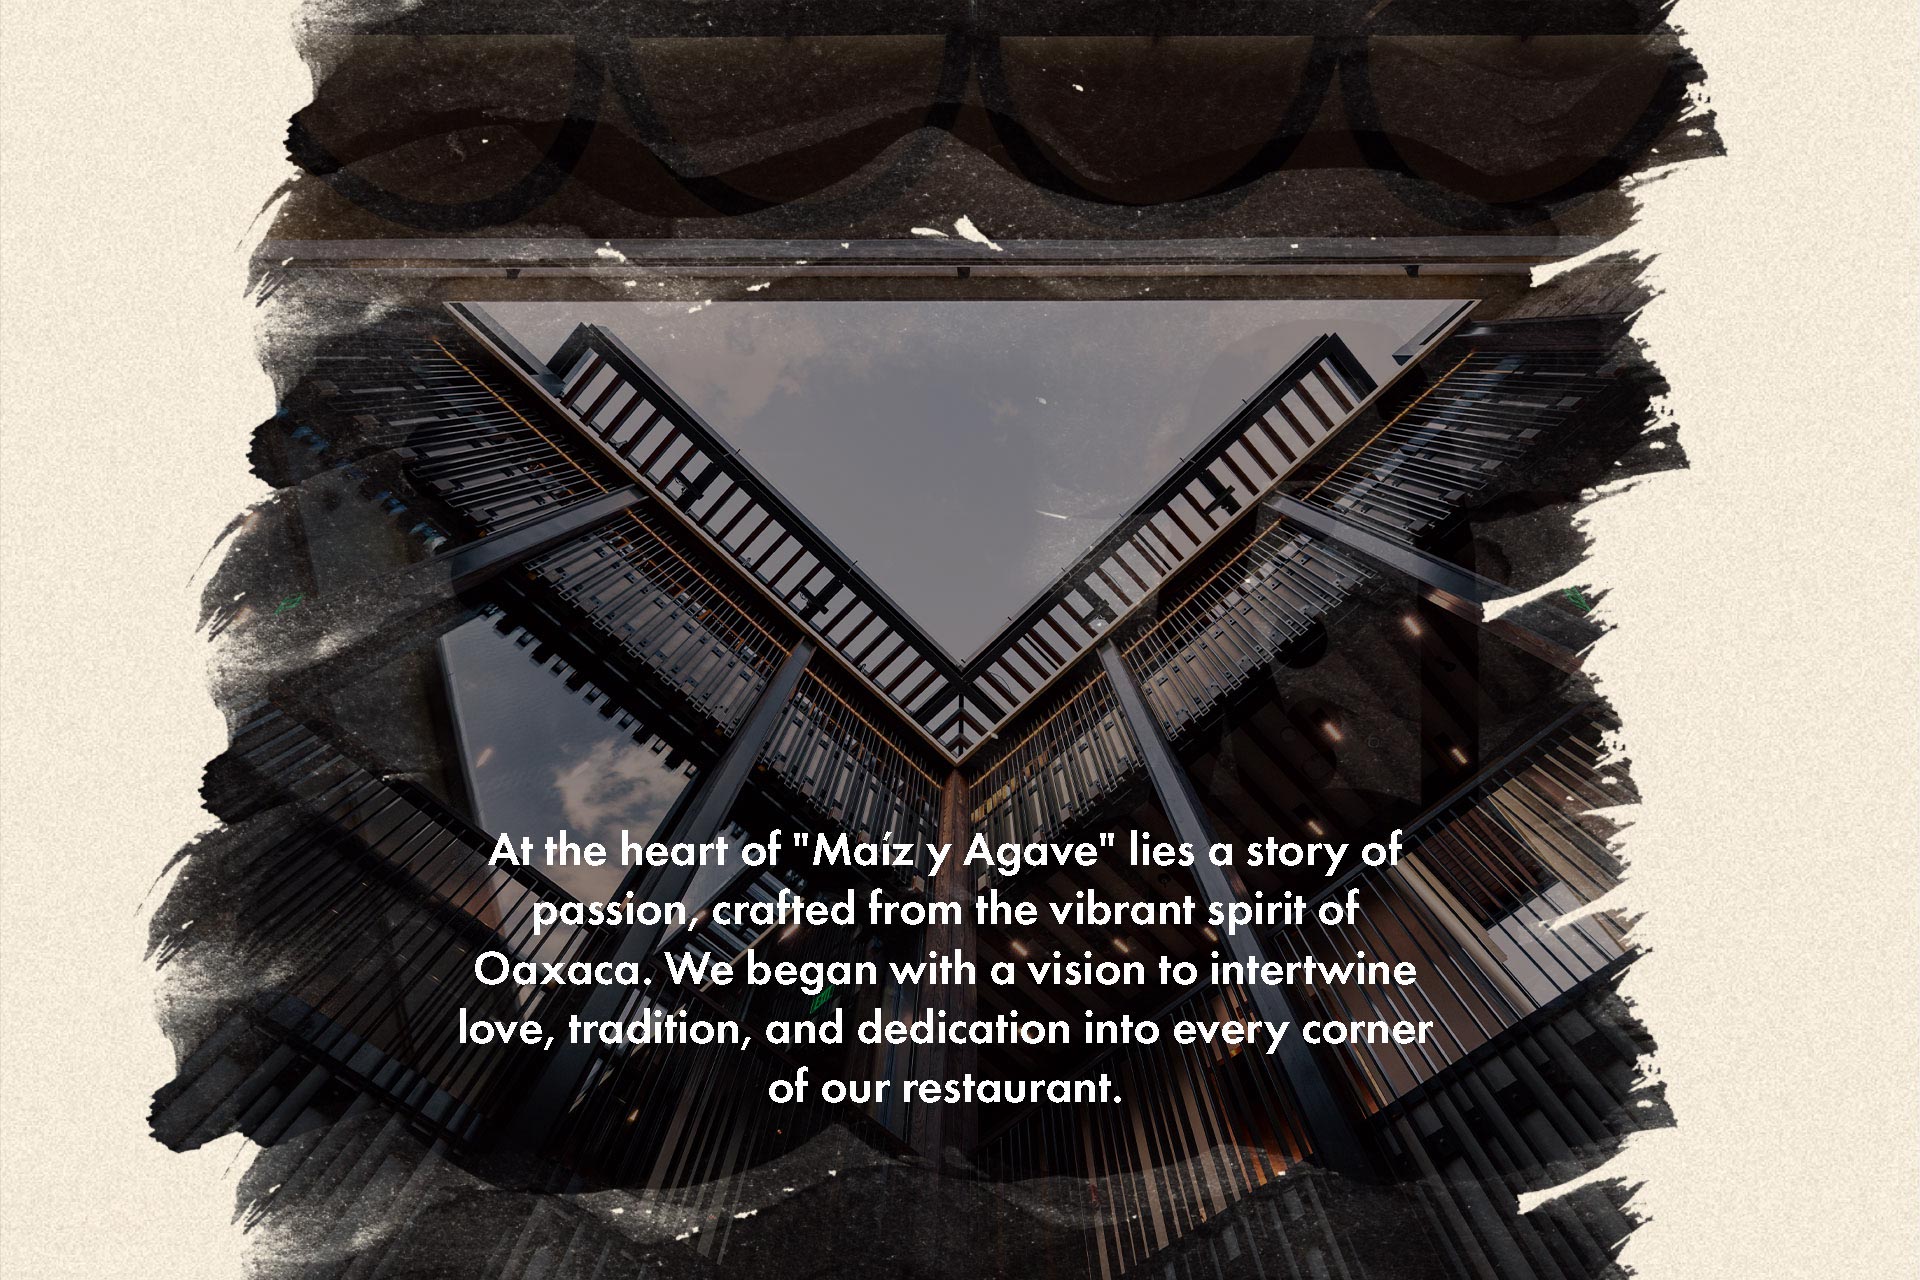 At the heart of "Maíz y Agave" lies a story of
passion, crafted from the vibrant spirit of
Oaxaca. We began with a vision to intertwine
love, tradition, and dedication into every corner
of our restaurant.